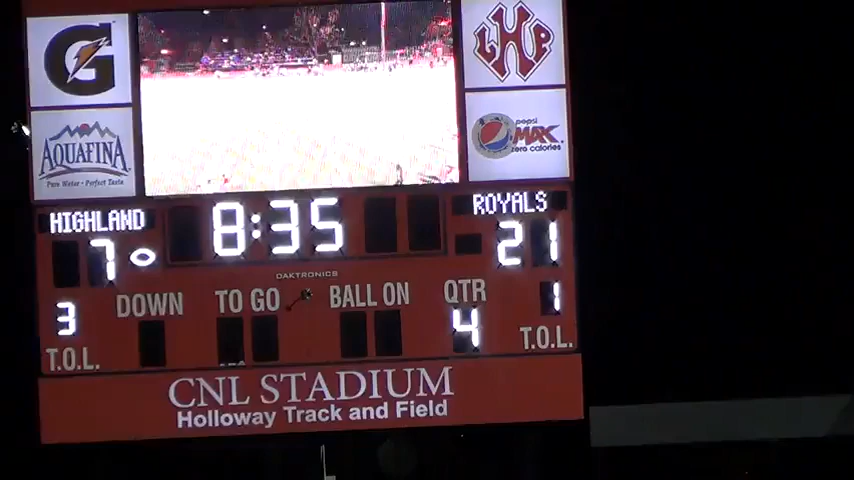 G
LHP
AQUAFINA
Pure Water - Perfect Taste
pepsi
MAX
zero calories
HIGHLAND
8:35
ROYALS
7
21
DAKTRONICS
3
DOWN
TO GO
BALL ON
QTR
1
4
T.O.L.
T.O.L.
CNL STADIUM
Holloway Track and Field